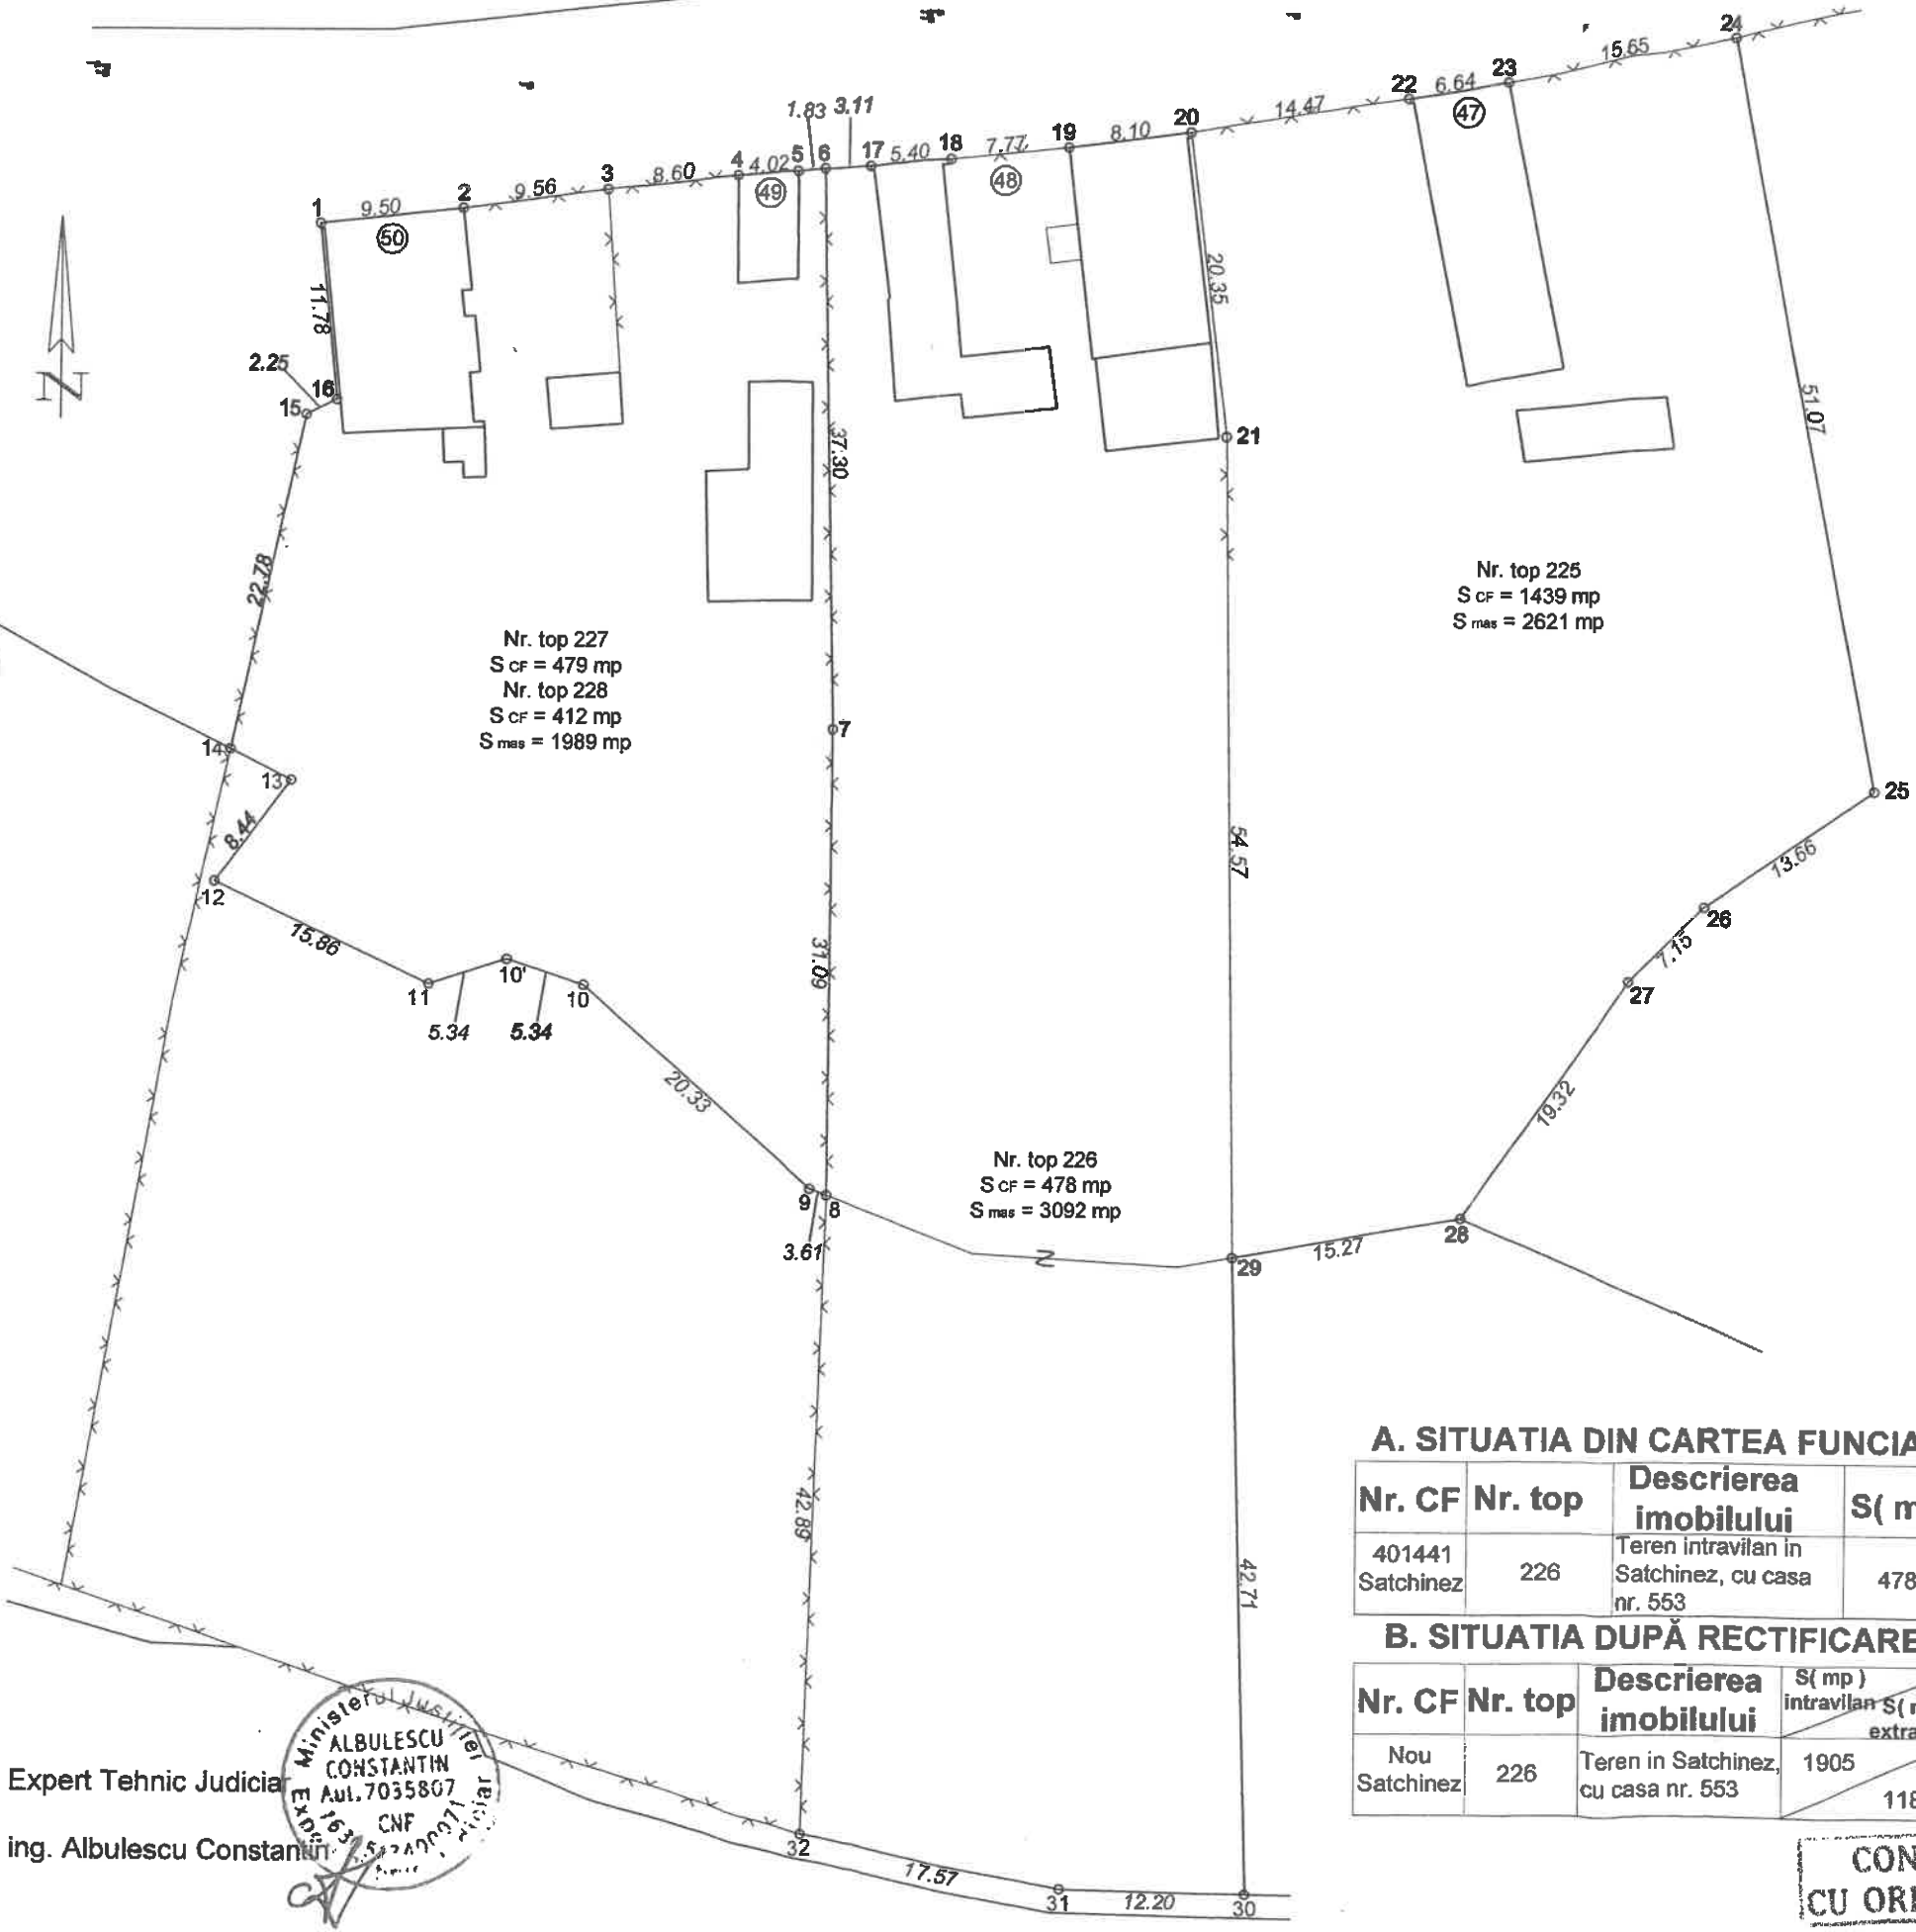 24
15.65
23
6.64
22
47
14.47
20
8.10
19
7.77
18
48
5.40
17
1.83 3.11
6
5
4.02
4
49
8.60
3
9.56
2
9.50
1
50
11.78
20.35
N
2.25
16
15
21
51.07
37.30
22.78
Nr. top 225
S CF = 1439 mp
S mas = 2621 mp
Nr. top 227
S CF = 479 mp
Nr. top 228
S CF = 412 mp
S mas = 1989 mp
7
14
13
25
8.44
54.57
13.66
12
26
15.86
31.09
7.15
10'
11
10
27
5.34
5.34
20.33
19.32
Nr. top 226
S CF = 478 mp
S mas = 3092 mp
9
8
28
3.61
N
29
15.27
A. SITUATIA DIN CARTEA FUNCIA
Nr. CF Nr. top Descrierea imobilului S( m
401441 Satchinez 226 Teren intravilan in Satchinez, cu casa nr. 553 478
42.89
42.71
B. SITUATIA DUPĂ RECTIFICARE
Nr. CF Nr. top Descrierea imobilului S( mp ) intravilan S( m extra
Nou Satchinez 226 Teren in Satchinez, cu casa nr. 553 1905 118
Ministerul Justiției
ALBULESCU
CONSTANTIN
Aut. 7035807
CNF
Expert Tehnic Judiciar
ing. Albulescu Constantin
32
17.57
31
12.20
30
CON
CU ORI